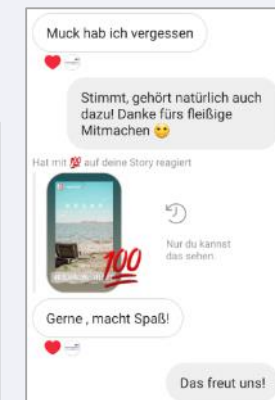 Muck hab ich vergessen
Stimmt, gehört natürlich auch
dazu! Danke fürs fleißige
Mitmachen
Hat mit 💯 auf deine Story reagiert
Nur du kannst
das sehen
100
Gerne , macht Spaß!
Das freut uns!